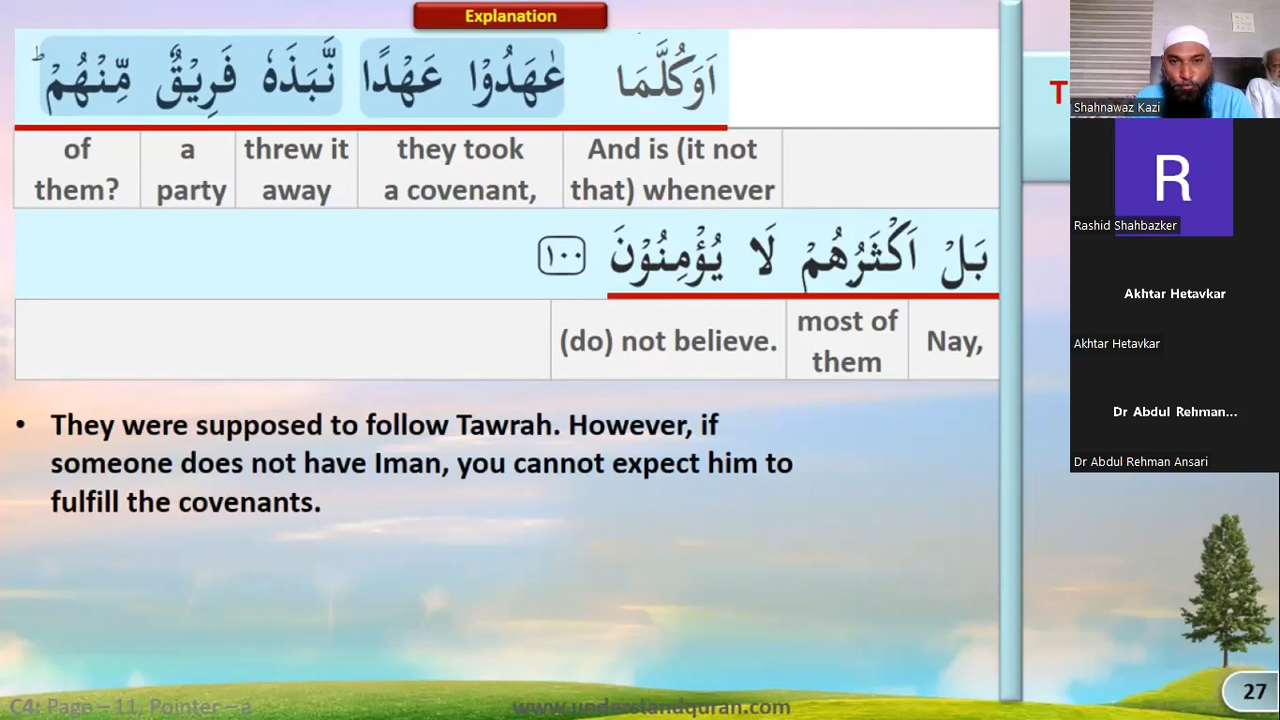 Explanation
اَوَكُلَّمَا عٰهَدُوْا عَهْدًا نَّبَذَهٗ فَرِيْقٌ مِّنْهُمْ ؕ
of them?
a party
threw it away
they took a covenant,
And is (it not that) whenever
بَلْ اَكْثَرُهُمْ لَا يُؤْمِنُوْنَ ١٠٠
(do) not believe.
most of them
Nay,
• They were supposed to follow Tawrah. However, if
someone does not have Iman, you cannot expect him to
fulfill the covenants.
C4: Page – 11, Pointer – a
www.understandquran.com
27
T
Shahnawaz Kazi
R
Rashid Shahbazker
Akhtar Hetavkar
Akhtar Hetavkar
Dr Abdul Rehman...
Dr Abdul Rehman Ansari